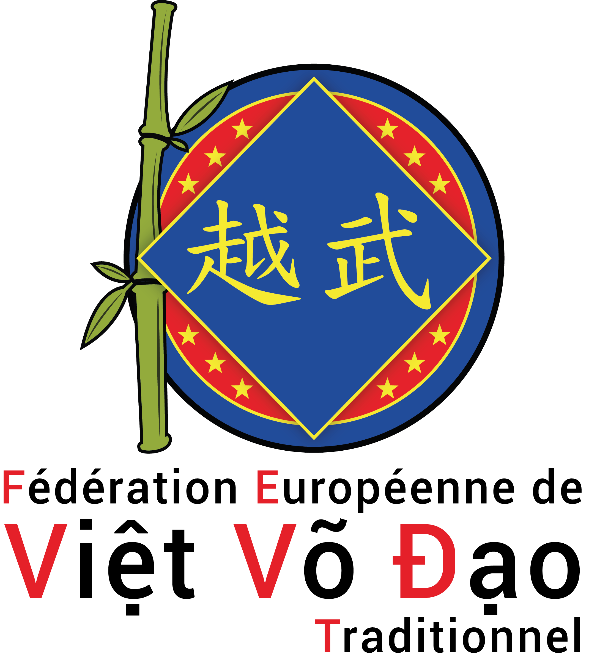 越武
Fédération Européenne de
Việt Võ Đạo
Traditionnel